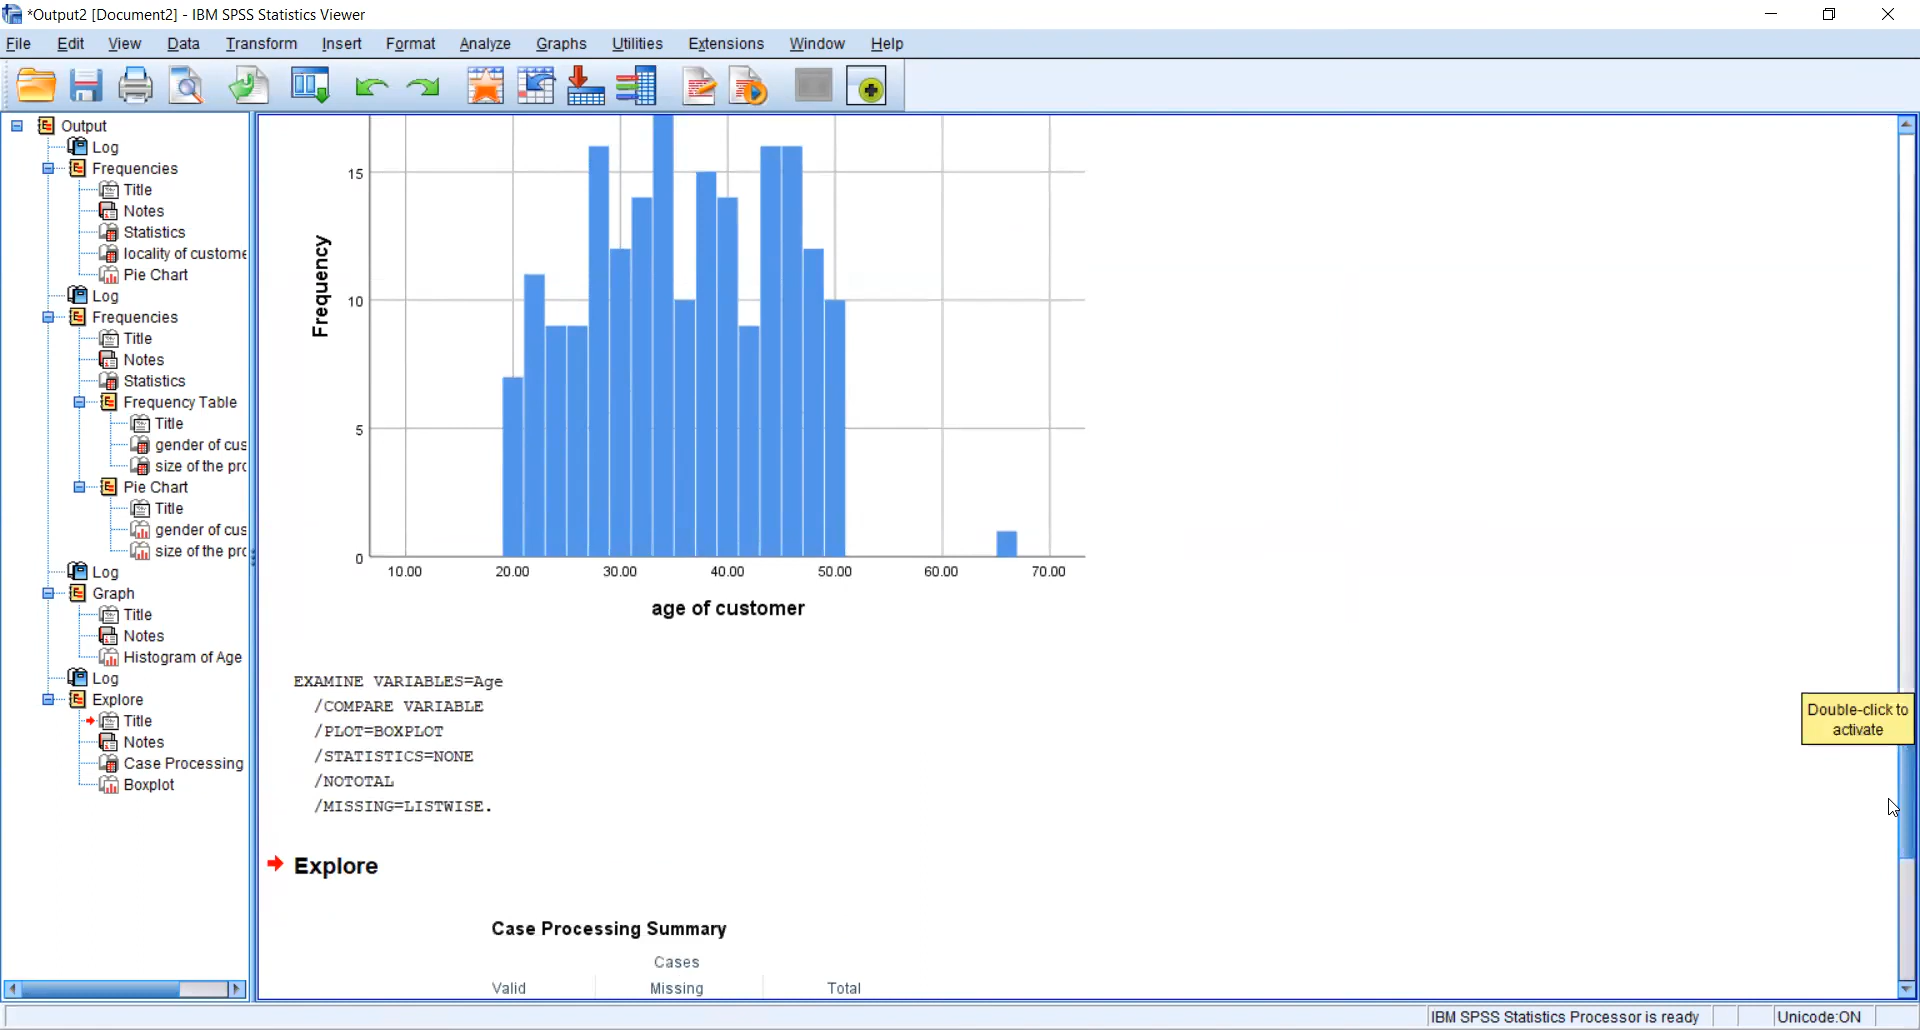 *Output2 [Document2] - IBM SPSS Statistics Viewer
File Edit View Data Transform Insert Format Analyze Graphs Utilities Extensions Window Help
Output
Log
Frequencies
Title
Notes
Statistics
locality of custome
Pie Chart
Log
Frequencies
Title
Notes
Statistics
Frequency Table
Title
gender of cus
size of the pro
Pie Chart
Title
gender of cus
size of the pro
Log
Graph
Title
Notes
Histogram of Age
Log
Explore
Title
Notes
Case Processing
Boxplot
Frequency
15
10
5
0
10.00 20.00 30.00 40.00 50.00 60.00 70.00
age of customer
EXAMINE VARIABLES=Age
/COMPARE VARIABLE
/PLOT=BOXPLOT
/STATISTICS=NONE
/NOTOTAL
/MISSING=LISTWISE.
Explore
Case Processing Summary
Cases
Valid Missing Total
Double-click to
activate
IBM SPSS Statistics Processor is ready
Unicode:ON